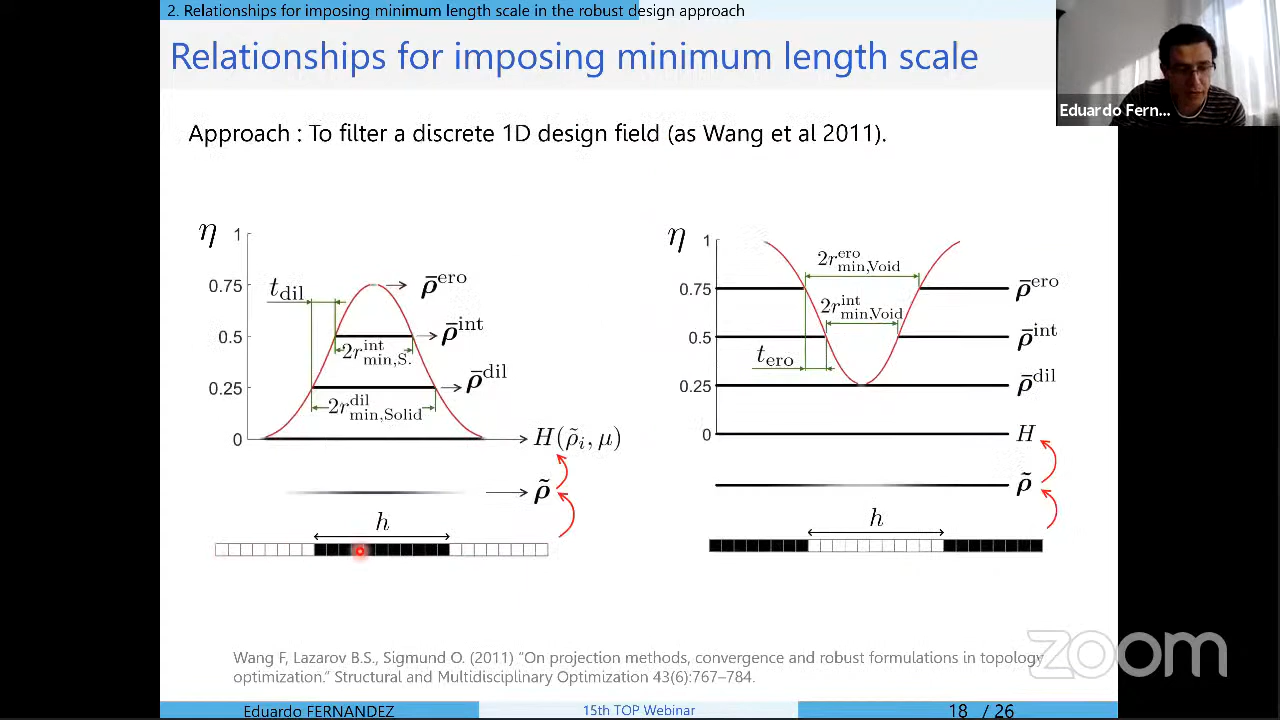 2. Relationships for imposing minimum length scale in the robust design approach
Relationships for imposing minimum length scale
Eduardo Fern...
Approach : To filter a discrete 1D design field (as Wang et al 2011).
η
1
0.75
0.5
0.25
0
t_dil
ρ̄^ero
ρ̄^int
2r^int_min,S.
ρ̄^dil
2r^dil_min,Solid
H(ρ̃_i, μ)
ρ̃
h
η
1
0.75
0.5
0.25
0
2r^ero_min,Void
ρ̄^ero
2r^int_min,Void
ρ̄^int
t_ero
ρ̄^dil
H
ρ̃
h
Wang F, Lazarov B.S., Sigmund O. (2011) “On projection methods, convergence and robust formulations in topology
optimization.” Structural and Multidisciplinary Optimization 43(6):767–784.
zoom
Eduardo FERNANDEZ
15th TOP Webinar
18 / 26